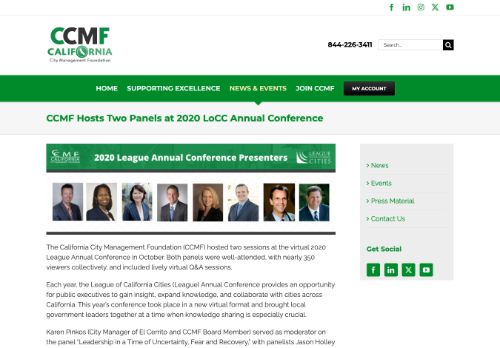 CCMF
CALIFORNIA
City Management Foundation
844-226-3411
Search...
HOME SUPPORTING EXCELLENCE NEWS & EVENTS JOIN CCMF MY ACCOUNT
CCMF Hosts Two Panels at 2020 LoCC Annual Conference
CCMF
CALIFORNIA
2020 League Annual Conference Presenters
LEAGUE
CITIES
The California City Management Foundation (CCMF) hosted two sessions at the virtual 2020
League Annual Conference in October. Both panels were well-attended, with nearly 350
viewers collectively, and included lively virtual Q&A sessions.
Each year, the League of California Cities (League) Annual Conference provides an opportunity
for public executives to gain insight, expand knowledge, and collaborate with cities across
California. This year's conference took place in a new virtual format and brought local
government leaders together at a time when knowledge sharing is especially crucial.
Karen Pinkos (City Manager of El Cerrito and CCMF Board Member) served as moderator on
the panel "Leadership in a Time of Uncertainty, Fear and Recovery," with panelists Jason Holley
News
Events
Press Material
Contact Us
Get Social